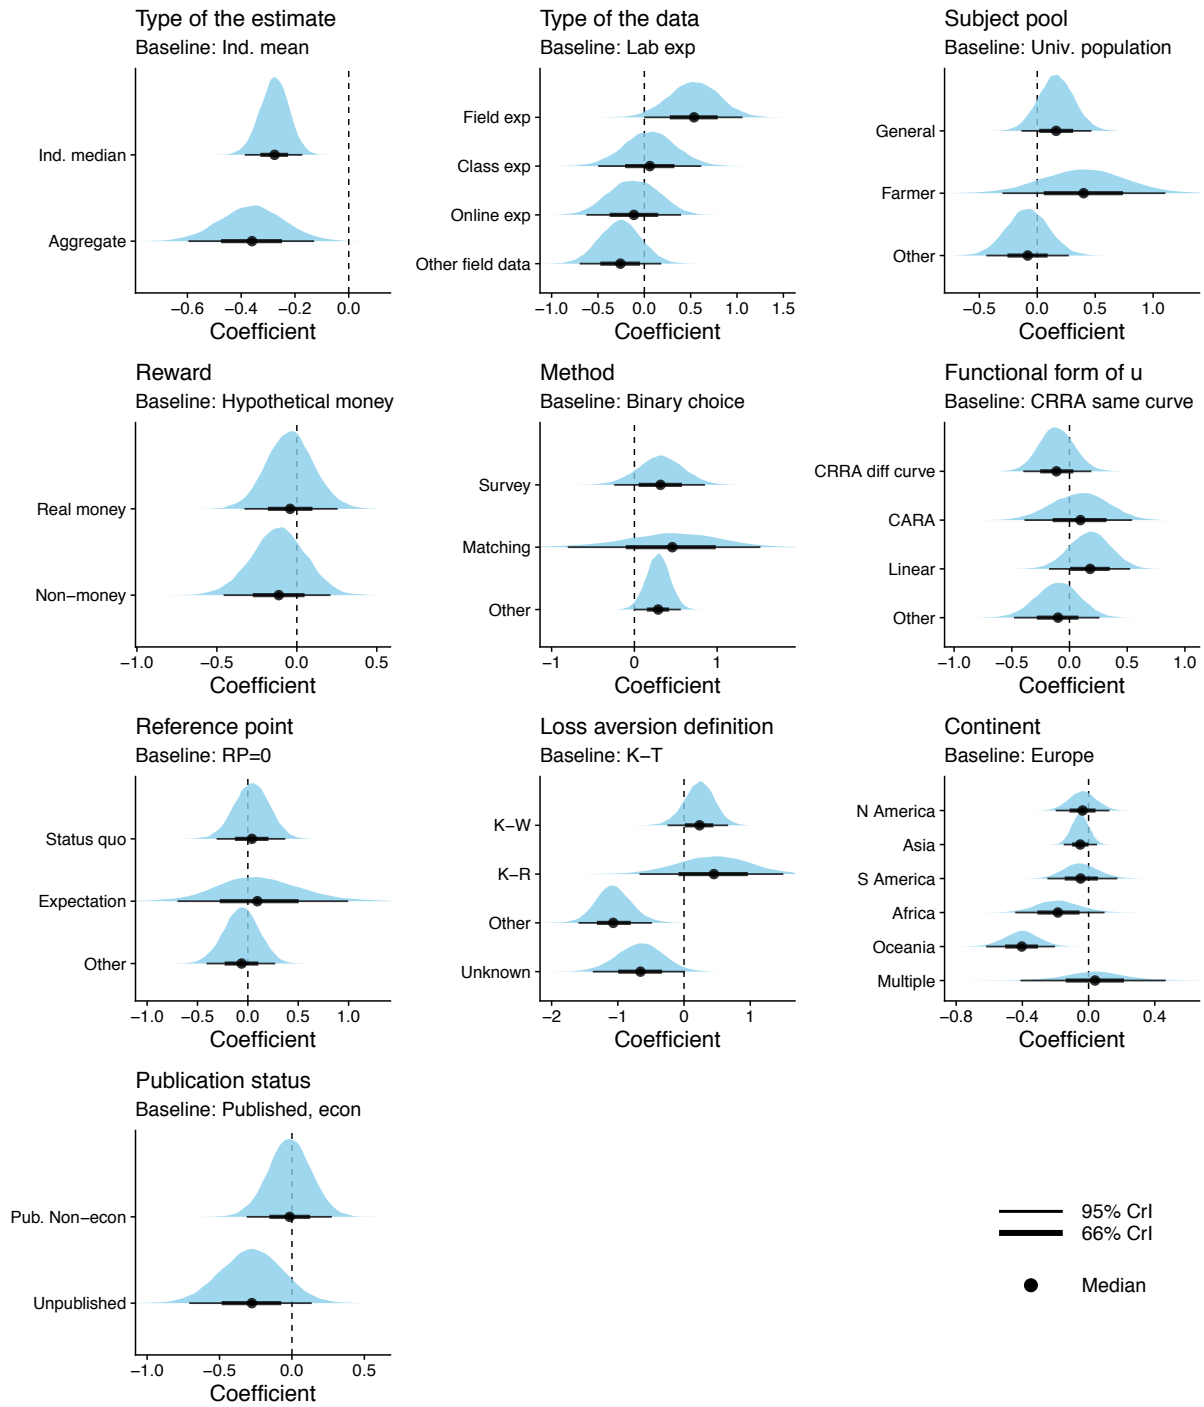 Type of the estimate
Baseline: Ind. mean
Ind. median
Aggregate
−0.6 −0.4 −0.2 0.0
Coefficient
Type of the data
Baseline: Lab exp
Field exp
Class exp
Online exp
Other field data
−1.0 −0.5 0.0 0.5 1.0 1.5
Coefficient
Subject pool
Baseline: Univ. population
General
Farmer
Other
−0.5 0.0 0.5 1.0
Coefficient
Reward
Baseline: Hypothetical money
Real money
Non−money
−1.0 −0.5 0.0 0.5
Coefficient
Method
Baseline: Binary choice
Survey
Matching
Other
−1 0 1
Coefficient
Functional form of u
Baseline: CRRA same curve
CRRA diff curve
CARA
Linear
Other
−1.0 −0.5 0.0 0.5 1.0
Coefficient
Reference point
Baseline: RP=0
Status quo
Expectation
Other
−1.0 −0.5 0.0 0.5 1.0
Coefficient
Loss aversion definition
Baseline: K−T
K−W
K−R
Other
Unknown
−2 −1 0 1
Coefficient
Continent
Baseline: Europe
N America
Asia
S America
Africa
Oceania
Multiple
−0.8 −0.4 0.0 0.4
Coefficient
Publication status
Baseline: Published, econ
Pub. Non−econ
Unpublished
−1.0 −0.5 0.0 0.5
Coefficient
95% CrI
66% CrI
Median